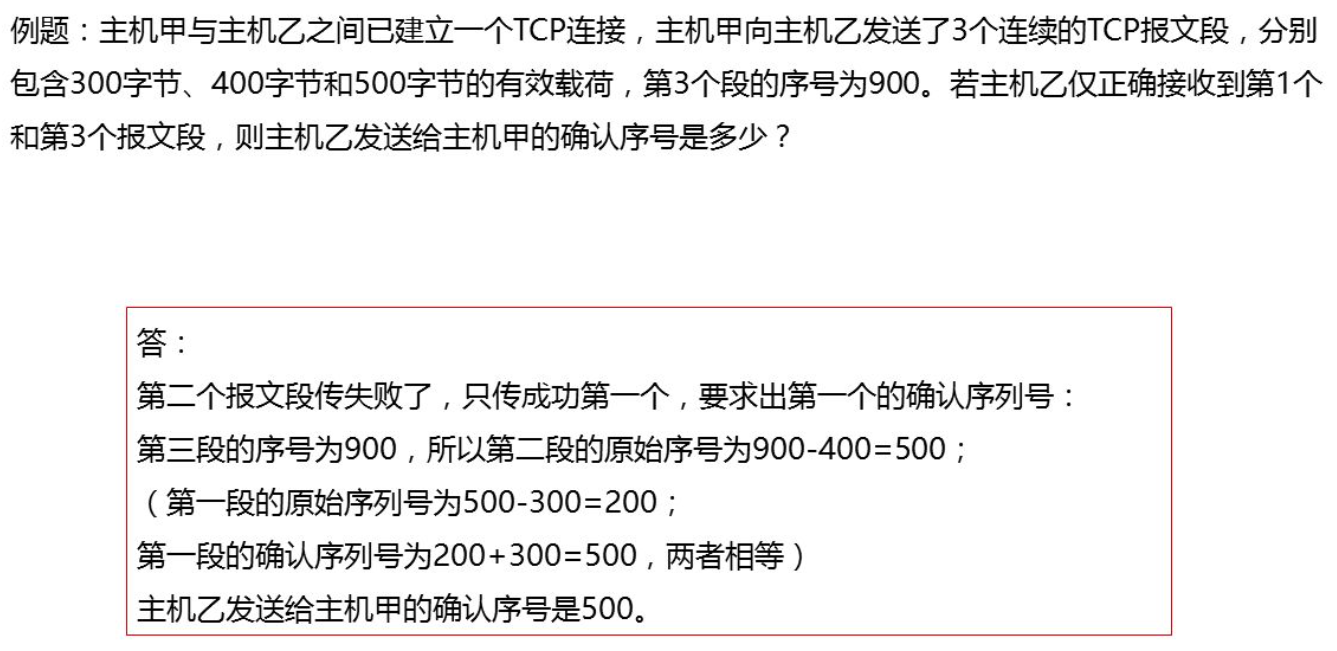 例题：主机甲与主机乙之间已建立一个TCP连接，主机甲向主机乙发送了3个连续的TCP报文段，分别
包含300字节、400字节和500字节的有效载荷，第3个段的序号为900。若主机乙仅正确接收到第1个
和第3个报文段，则主机乙发送给主机甲的确认序号是多少？
答：
第二个报文段传失败了，只传成功第一个，要求出第一个的确认序列号：
第三段的序号为900，所以第二段的原始序号为900-400=500；
（第一段的原始序列号为500-300=200；
第一段的确认序列号为200+300=500，两者相等）
主机乙发送给主机甲的确认序号是500。